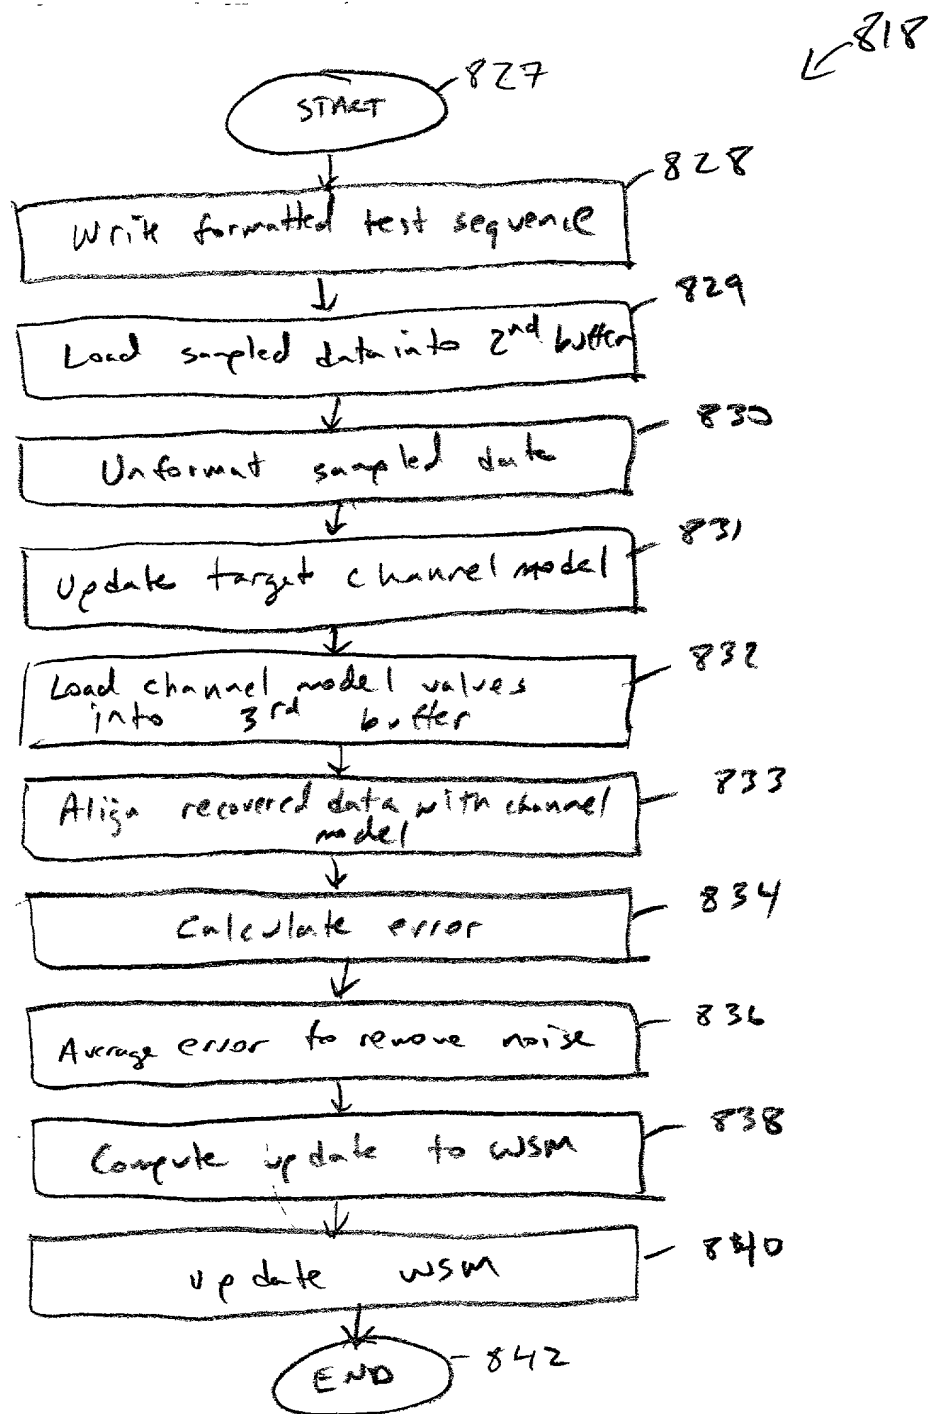 818
START
827
Write formatted test sequence
828
Load sampled data into 2nd buffer
829
Unformat sampled data
830
Update target channel model
831
Load channel model values
into 3rd buffer
832
Align recovered data with channel
model
833
Calculate error
834
Average error to remove noise
836
Compute update to WSM
838
update WSM
840
END
842